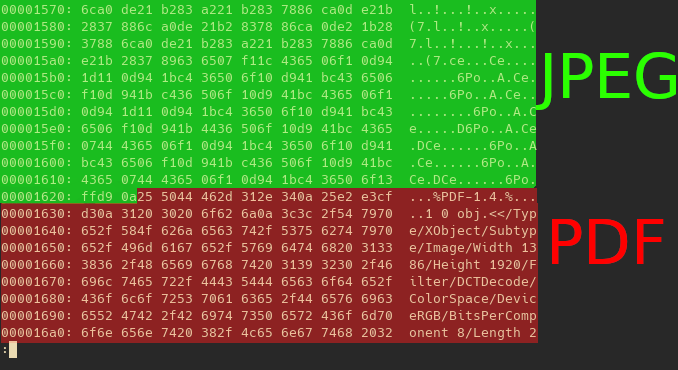 00001570: 6ca0 de21 b283 a221 b283 7886 ca0d e21b  l..!...!..x.....
00001580: 2837 886c a0de 21b2 8378 86ca 0de2 1b28  (7.l..!..x.....(
00001590: 3788 6ca0 de21 b283 a221 b283 7886 ca0d  7.l..!...!..x...
000015a0: e21b 2837 8963 6507 f11c 4365 06f1 0d94  ..(7.ce...Ce....
000015b0: 1d11 0d94 1bc4 3650 6f10 d941 bc43 6506  ......6Po..A.Ce.
000015c0: f10d 941b c436 506f 10d9 41bc 4365 06f1  .....6Po..A.Ce..
000015d0: 0d94 1d11 0d94 1bc4 3650 6f10 d941 bc43  ........6Po..A.C
000015e0: 6506 f10d 941b 4436 506f 10d9 41bc 4365  e.....D6Po..A.Ce
000015f0: 0744 4365 06f1 0d94 1bc4 3650 6f10 d941  .DCe......6Po..A
00001600: bc43 6506 f10d 941b c436 506f 10d9 41bc  .Ce......6Po..A.
00001610: 4365 0744 4365 06f1 0d94 1bc4 3650 6f13  Ce.DCe......6Po.
00001620: ffd9 0a25 5044 462d 312e 340a 25e2 e3cf  ...%PDF-1.4.%...
00001630: d30a 3120 3020 6f62 6a0a 3c3c 2f54 7970  ..1 0 obj.<</Typ
00001640: 652f 584f 626a 6563 742f 5375 6274 7970  e/XObject/Subtyp
00001650: 652f 496d 6167 652f 5769 6474 6820 3133  e/Image/Width 13
00001660: 3836 2f48 6569 6768 7420 3139 3230 2f46  86/Height 1920/F
00001670: 696c 7465 722f 4443 5444 6563 6f64 652f  ilter/DCTDecode/
00001680: 436f 6c6f 7253 7061 6365 2f44 6576 6963  ColorSpace/Devic
00001690: 6552 4742 2f42 6974 7350 6572 436f 6d70  eRGB/BitsPerComp
000016a0: 6f6e 656e 7420 382f 4c65 6e67 7468 2032  onent 8/Length 2
:
JPEG
PDF